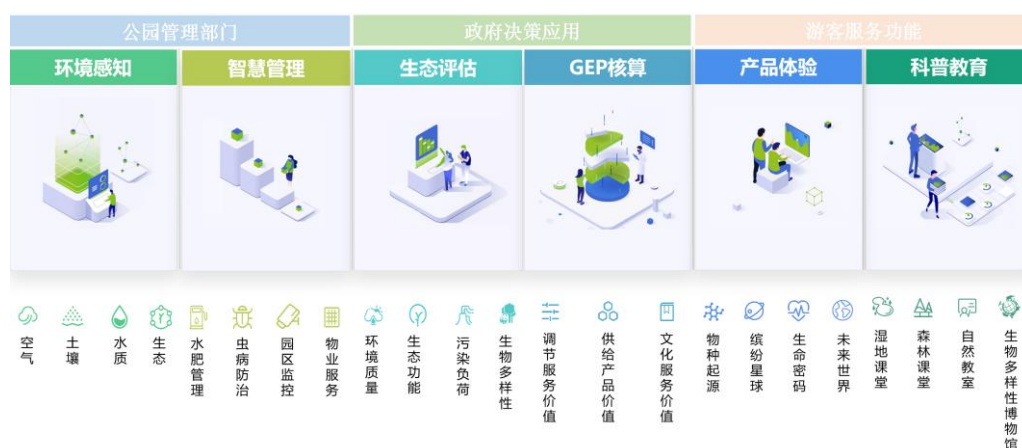 公园管理部门
政府决策应用
游客服务功能
环境感知
智慧管理
生态评估
GEP核算
产品体验
科普教育
空气
土壤
水质
生态
水肥管理
虫病防治
园区监控
物业服务
环境质量
生态功能
污染负荷
生物多样性
调节服务价值
供给产品价值
文化服务价值
物种起源
缤纷星球
生命密码
未来世界
湿地课堂
森林课堂
自然教室
生物多样性博物馆